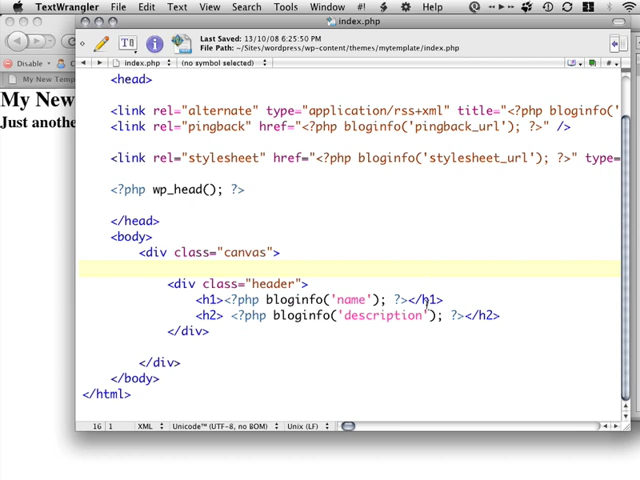 TextWrangler File Edit Text View Search Tools Window Help
index.php
Last Saved: 13/10/08 6:25:50 PM
File Path: ~/Sites/wordpress/wp-content/themes/mytemplate/index.php
index.php (no symbol selected)
Disable
My New Temp
My New
Just anothe
<head>
<link rel="alternate" type="application/rss+xml" title="<?php bloginfo('
<link rel="pingback" href="<?php bloginfo('pingback_url'); ?>" />
<link rel="stylesheet" href="<?php bloginfo('stylesheet_url'); ?>" type=
<?php wp_head(); ?>
</head>
<body>
<div class="canvas">
<div class="header">
<h1><?php bloginfo('name'); ?></h1>
<h2> <?php bloginfo('description'); ?></h2>
</div>
</div>
</body>
</html>
16 1 XML Unicode™ (UTF-8, no BOM) Unix (LF)